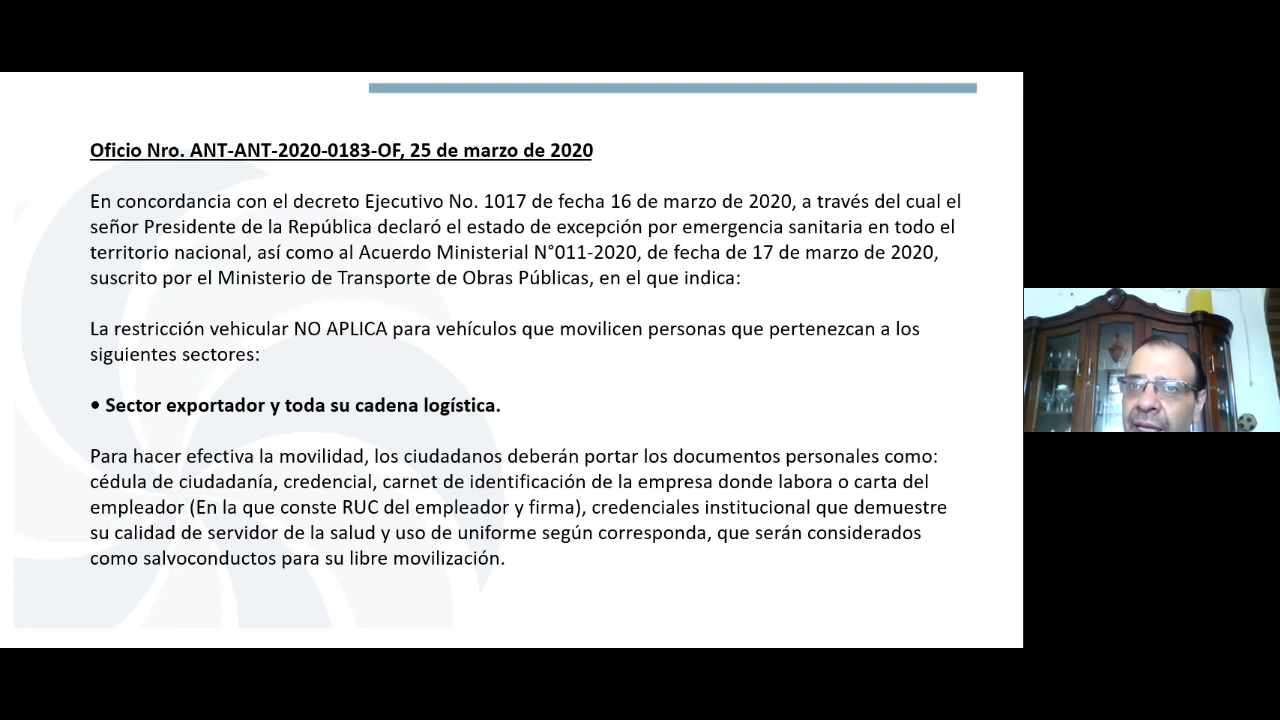 Oficio Nro. ANT-ANT-2020-0183-OF, 25 de marzo de 2020
En concordancia con el decreto Ejecutivo No. 1017 de fecha 16 de marzo de 2020, a través del cual el
señor Presidente de la República declaró el estado de excepción por emergencia sanitaria en todo el
territorio nacional, así como al Acuerdo Ministerial N°011-2020, de fecha de 17 de marzo de 2020,
suscrito por el Ministerio de Transporte de Obras Públicas, en el que indica:
La restricción vehicular NO APLICA para vehículos que movilicen personas que pertenezcan a los
siguientes sectores:
• Sector exportador y toda su cadena logística.
Para hacer efectiva la movilidad, los ciudadanos deberán portar los documentos personales como:
cédula de ciudadanía, credencial, carnet de identificación de la empresa donde labora o carta del
empleador (En la que conste RUC del empleador y firma), credenciales institucional que demuestre
su calidad de servidor de la salud y uso de uniforme según corresponda, que serán considerados
como salvoconductos para su libre movilización.